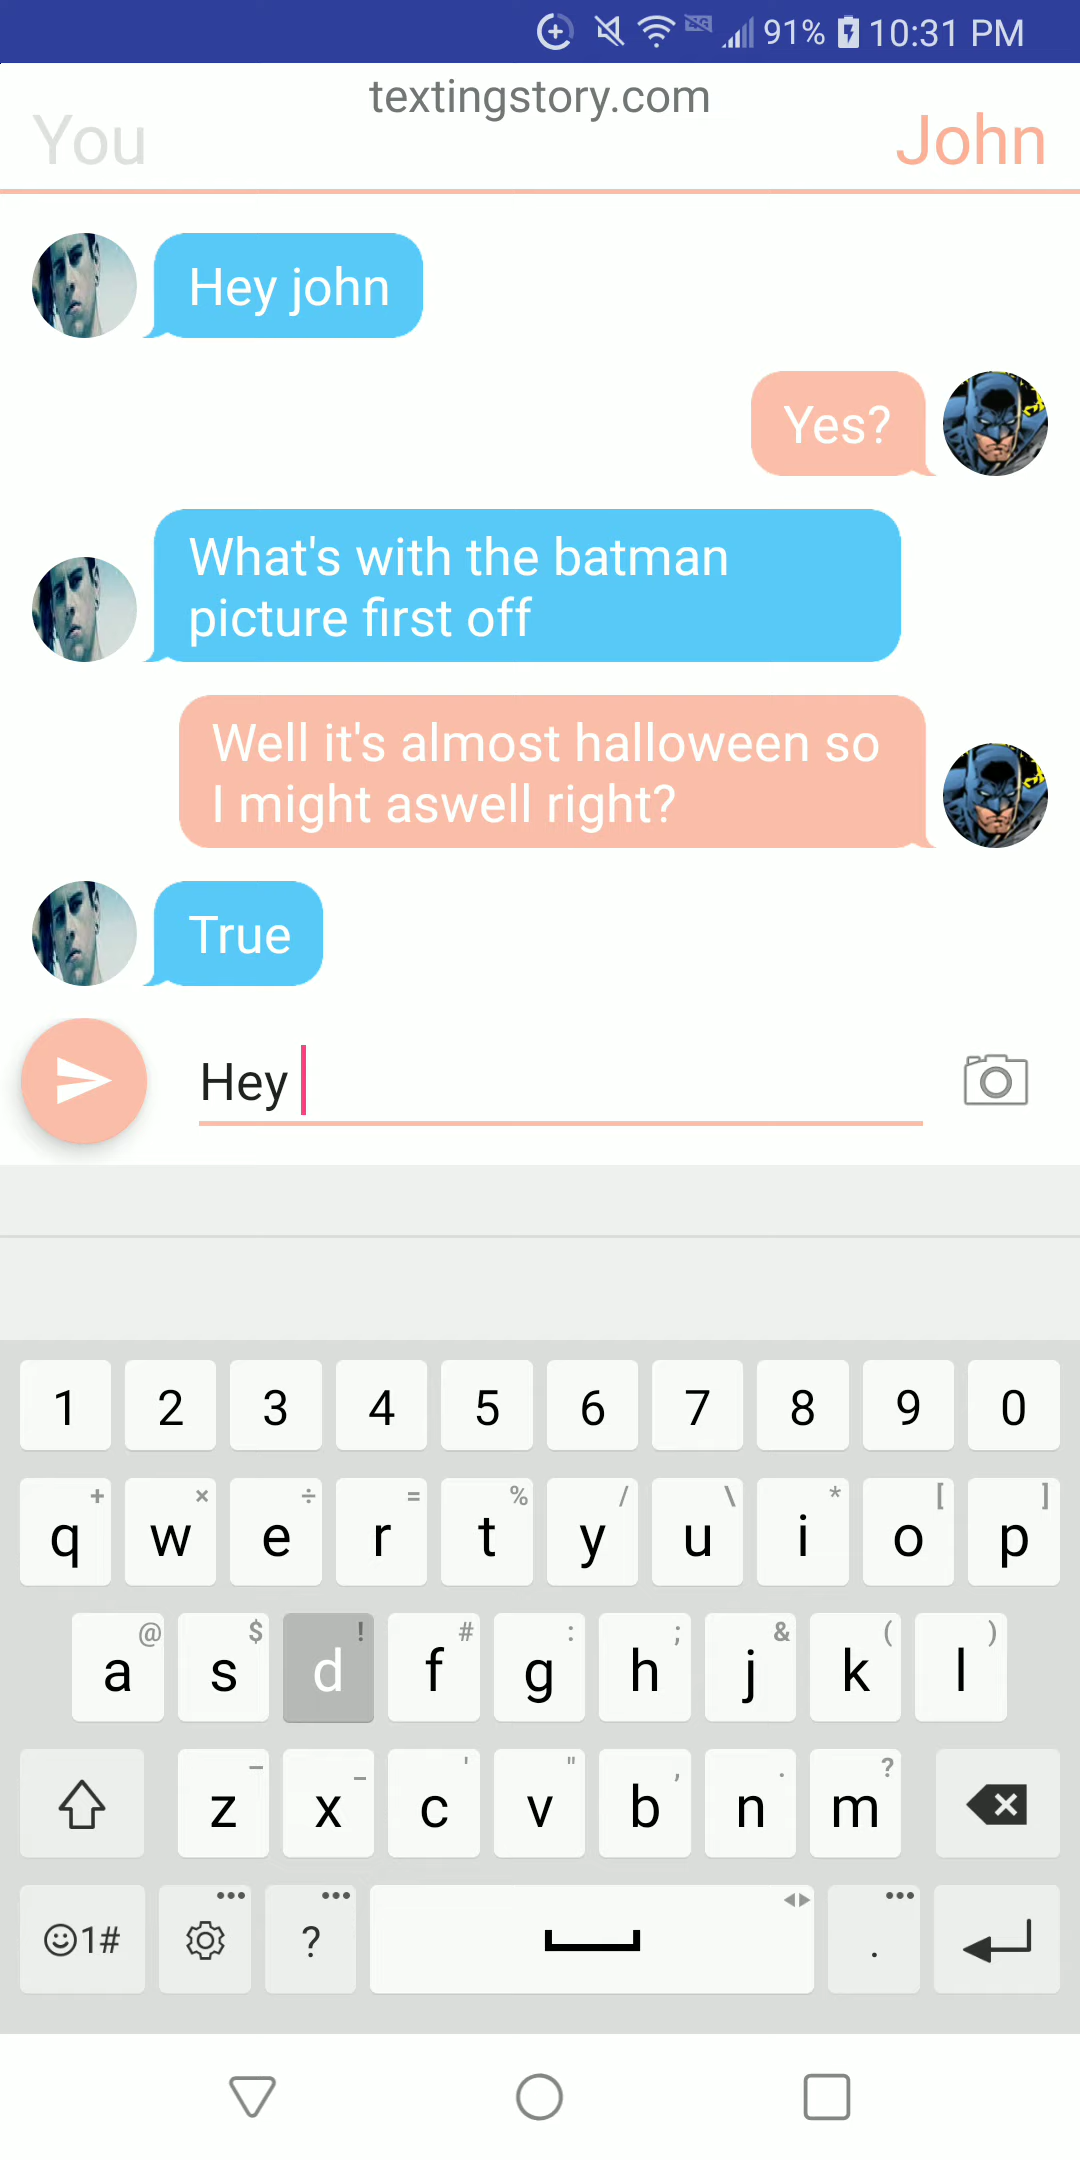 91% 10:31 PM
textingstory.com
You John
Hey john
Yes?
What's with the batman
picture first off
Well it's almost halloween so
I might aswell right?
True
Hey
1 2 3 4 5 6 7 8 9 0
+ × ÷ = % / \ * [ ]
q w e r t y u i o p
@ $ ! # : ; & ( )
a s d f g h j k l
– _ ' " , . ?
z x c v b n m
1# ? .